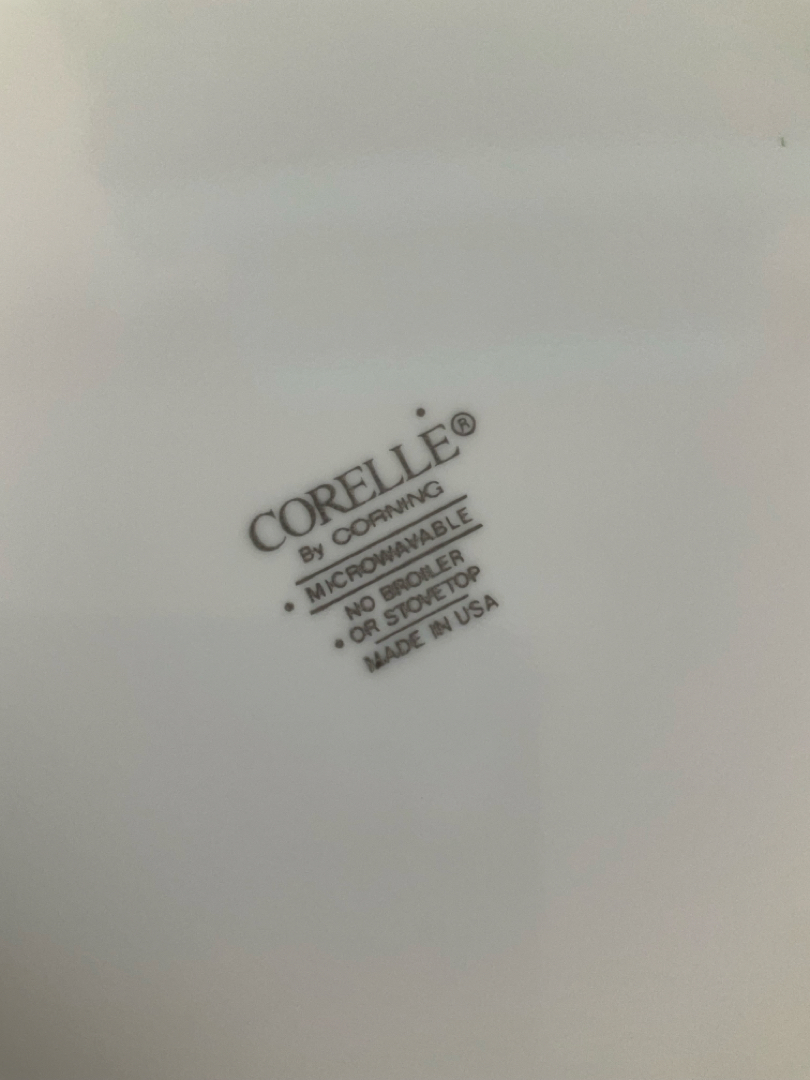 CORELLE®
By CORNING
• MICROWAVABLE
NO BROILER
• OR STOVETOP
MADE IN USA